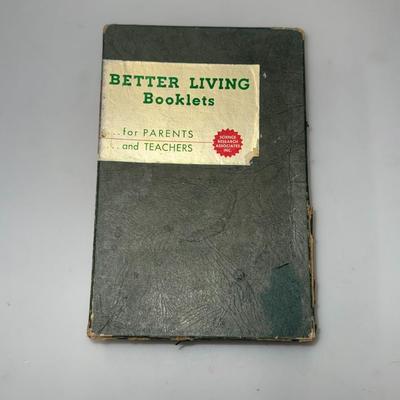 BETTER LIVING
Booklets
...for PARENTS
...and TEACHERS
SCIENCE
RESEARCH
ASSOCIATES
INC.